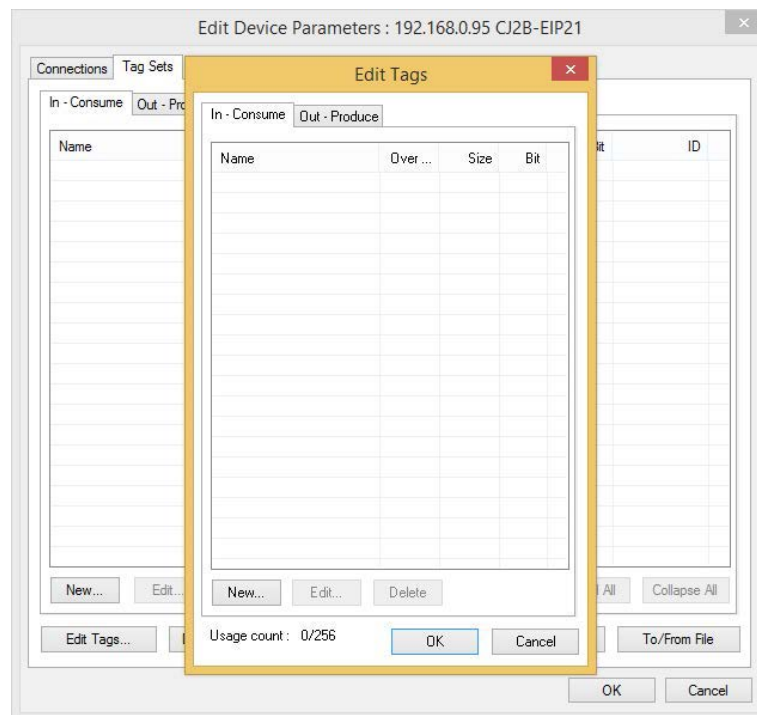 Edit Device Parameters : 192.168.0.95 CJ2B-EIP21
Connections Tag Sets
In - Consume Out - Pro
Name Bit ID
New... Edit... All Collapse All
Edit Tags... To/From File
OK Cancel
Edit Tags
In - Consume Out - Produce
Name Over ... Size Bit
New... Edit... Delete
Usage count : 0/256 OK Cancel